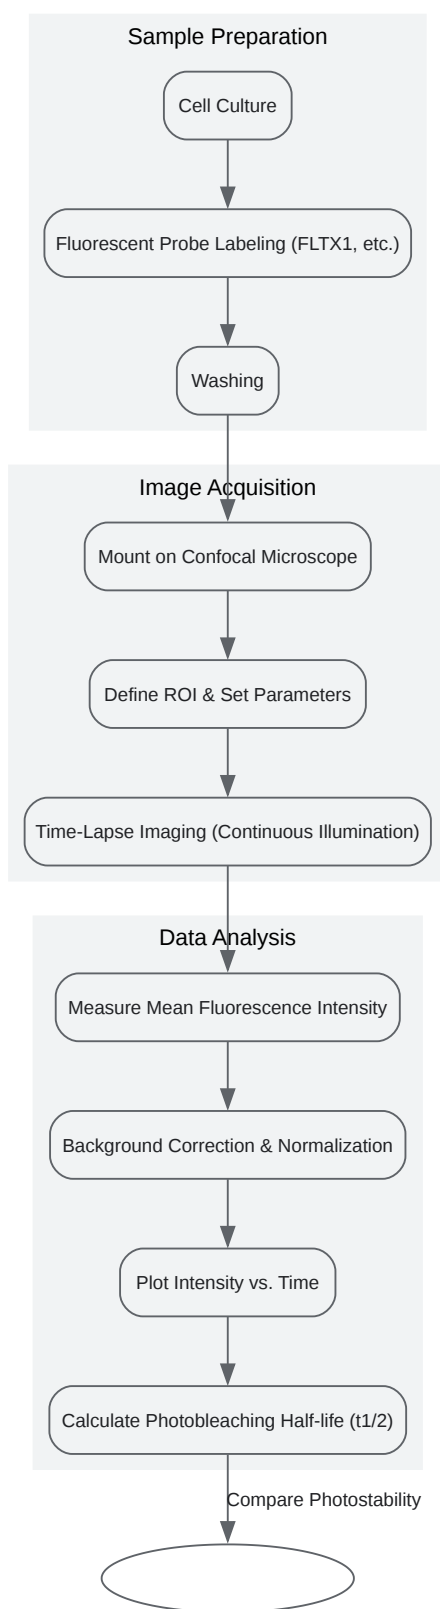 Sample Preparation
Cell Culture
Fluorescent Probe Labeling (FLTX1, etc.)
Washing
Image Acquisition
Mount on Confocal Microscope
Define ROI & Set Parameters
Time-Lapse Imaging (Continuous Illumination)
Data Analysis
Measure Mean Fluorescence Intensity
Background Correction & Normalization
Plot Intensity vs. Time
Calculate Photobleaching Half-life (t1/2)
Compare Photostability